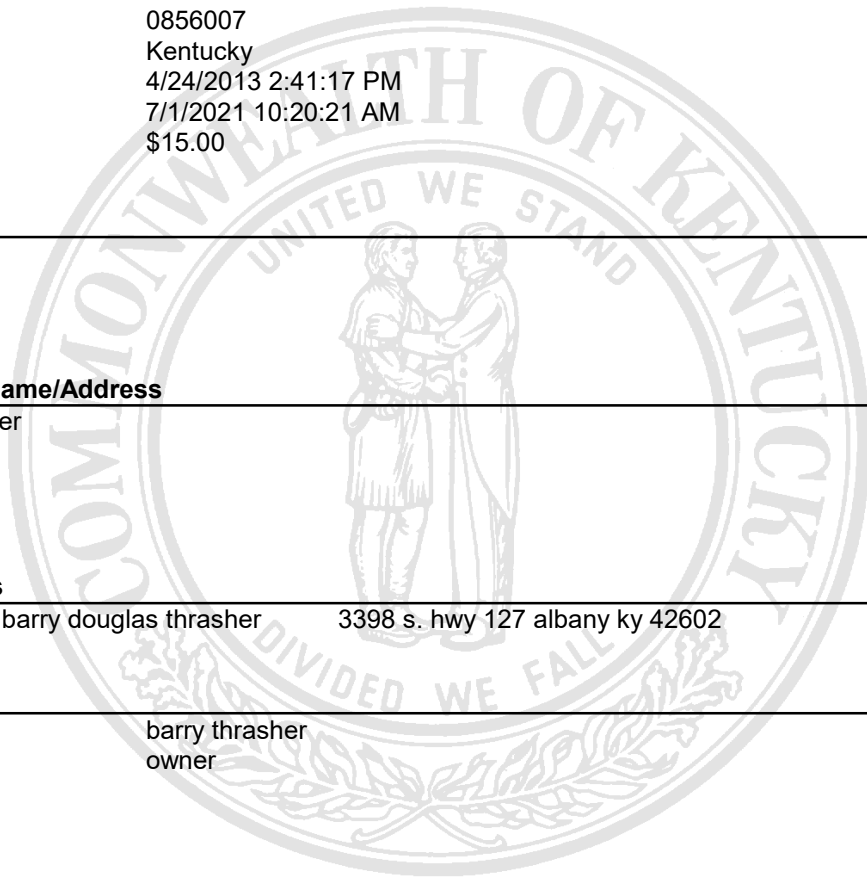 0856007
Kentucky
4/24/2013 2:41:17 PM
7/1/2021 10:20:21 AM
$15.00
ame/Address
er
s
barry douglas thrasher 3398 s. hwy 127 albany ky 42602
barry thrasher
owner
COMMONWEALTH OF KENTUCKY
UNITED WE STAND
DIVIDED WE FALL